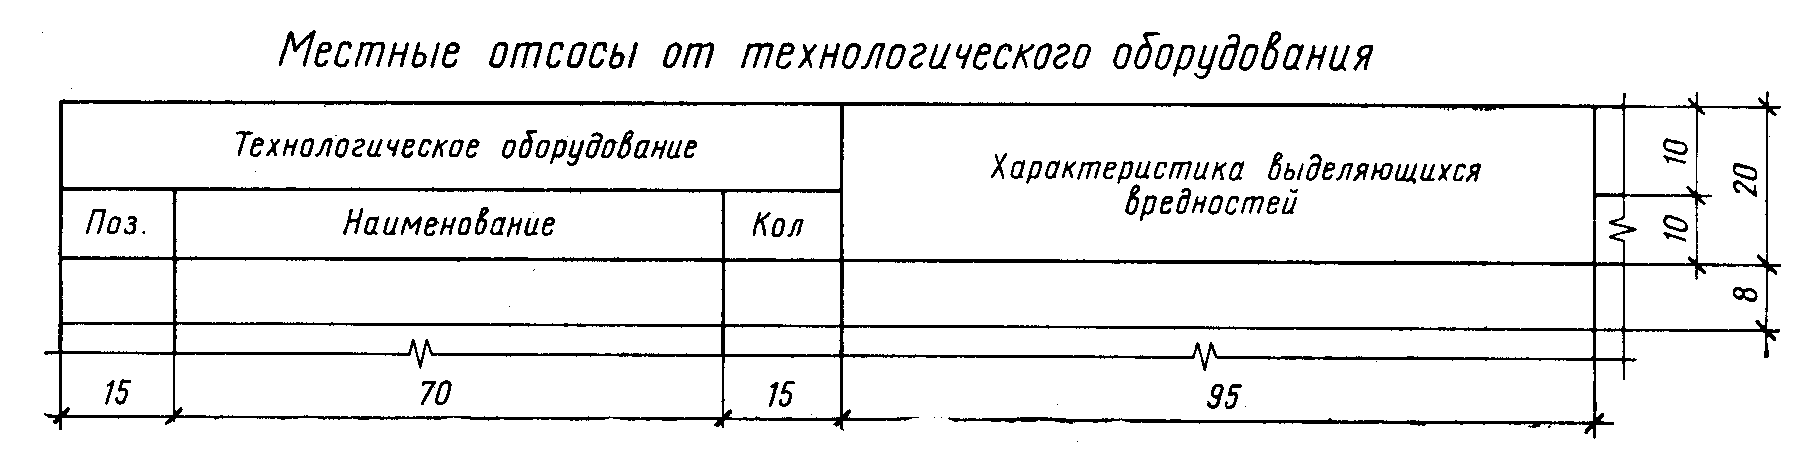 Местные отсосы от технологического оборудования
Технологическое оборудование
Характеристика выделяющихся
вредностей
Поз.
Наименование
Кол
10
10
20
8
15
70
15
95